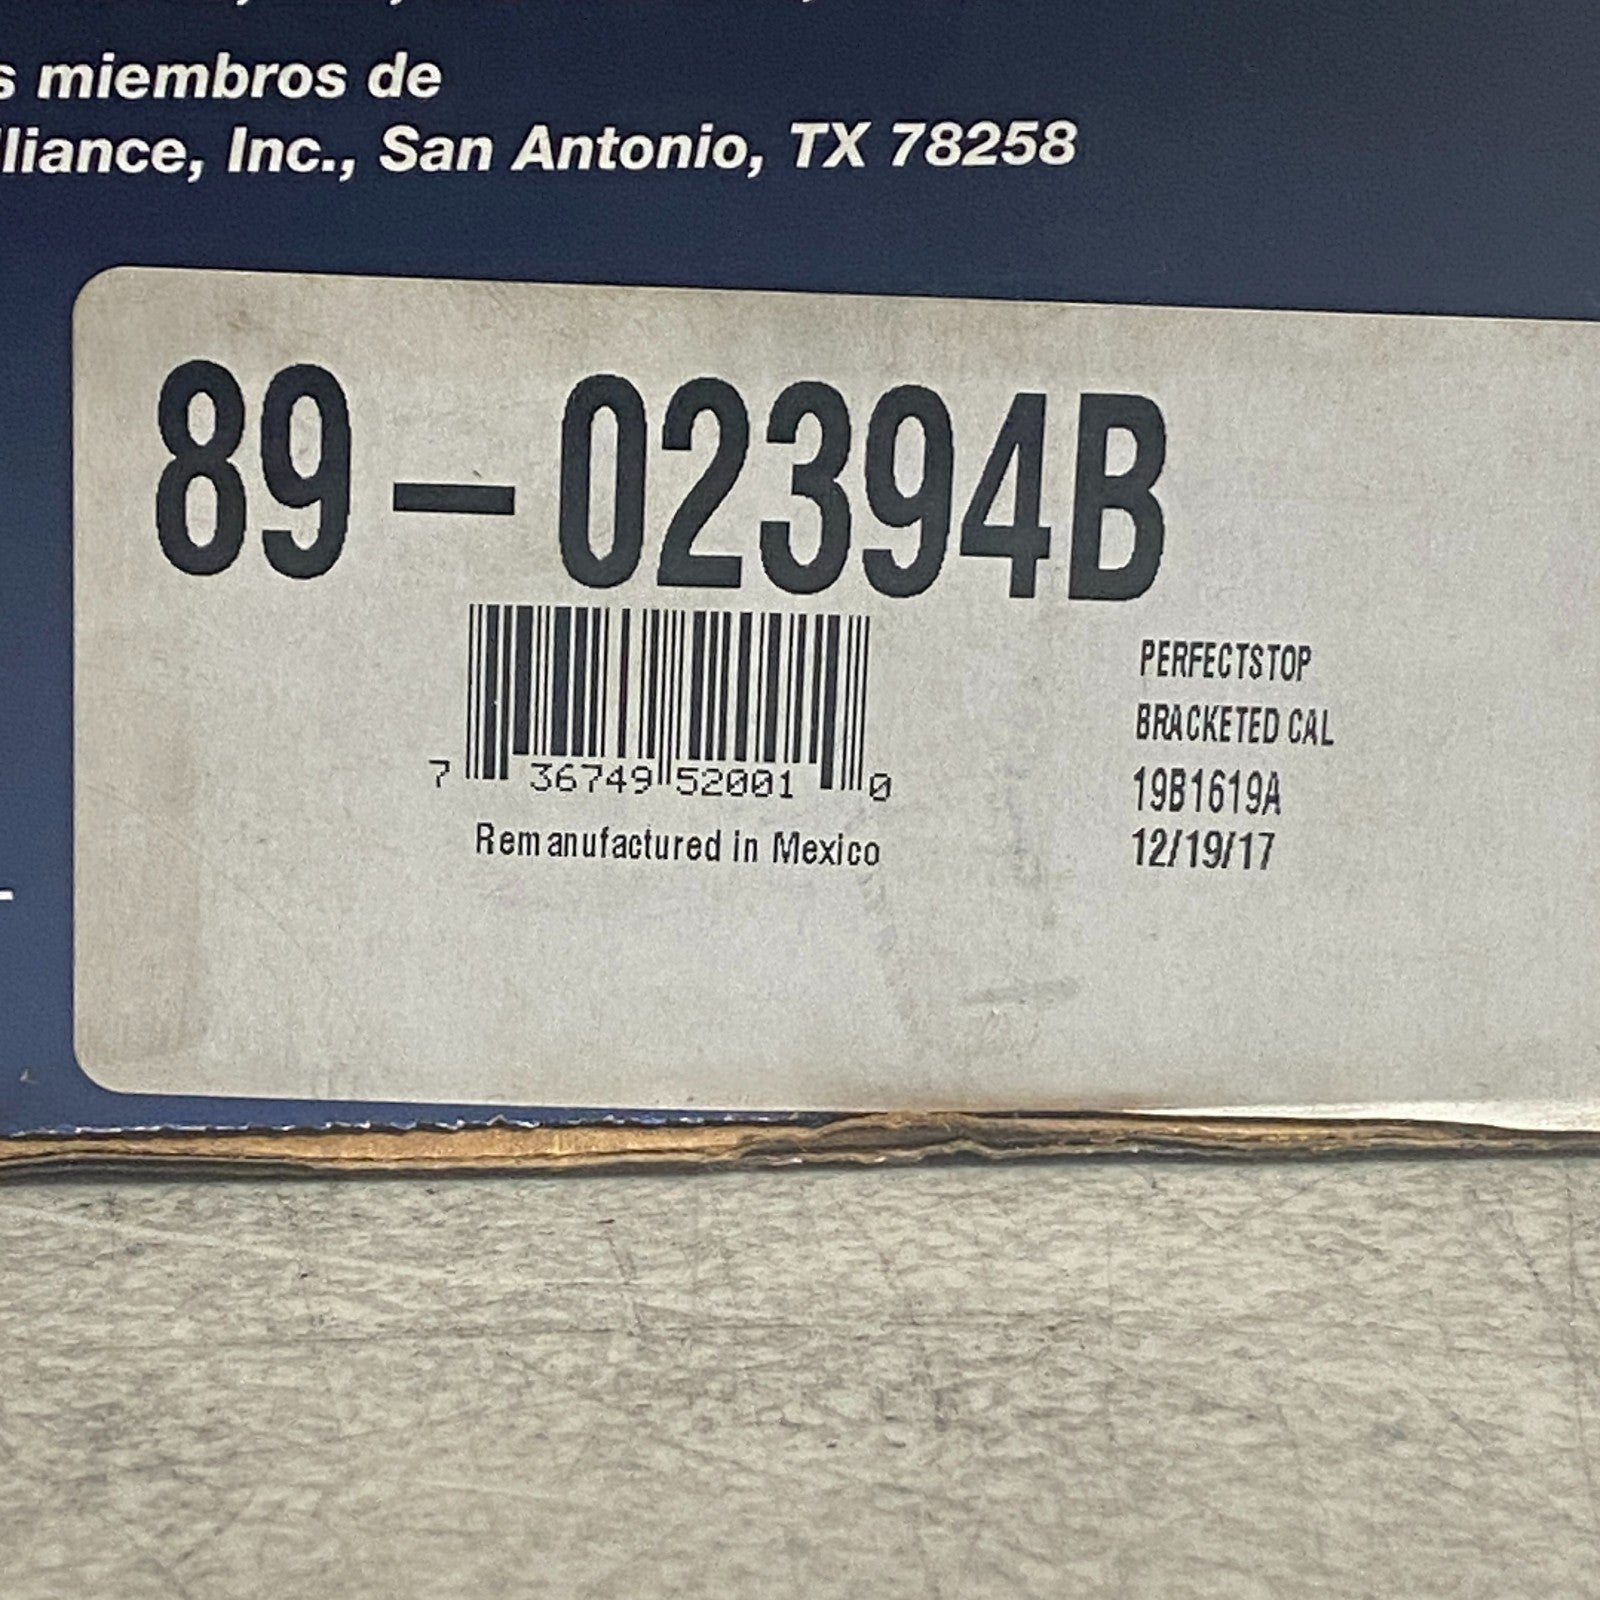 miembros de
Inc., San Antonio, TX 78258
89-02394B
7 36749 52001 0
Remanufactured in Mexico
PERFECTSTOP
BRACKETED CAL
19B1619A
12/19/17